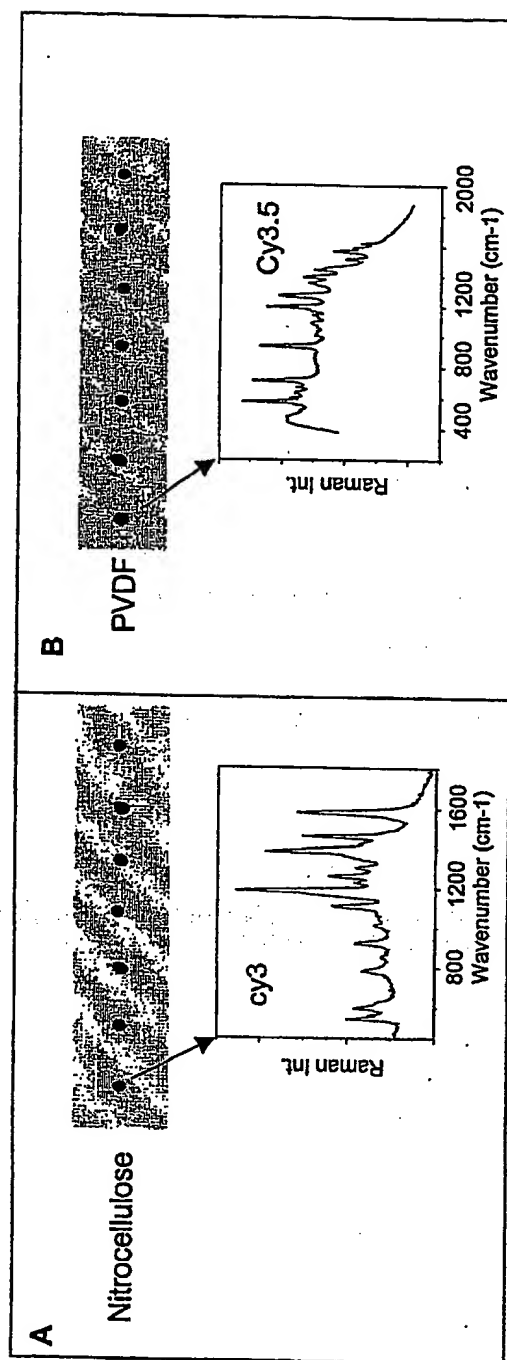 A
Nitrocellulose
Raman Int.
cy3
800
1200
1600
Wavenumber (cm-1)
B
PVDF
Raman Int.
Cy3.5
400
800
1200
2000
Wavenumber (cm-1)